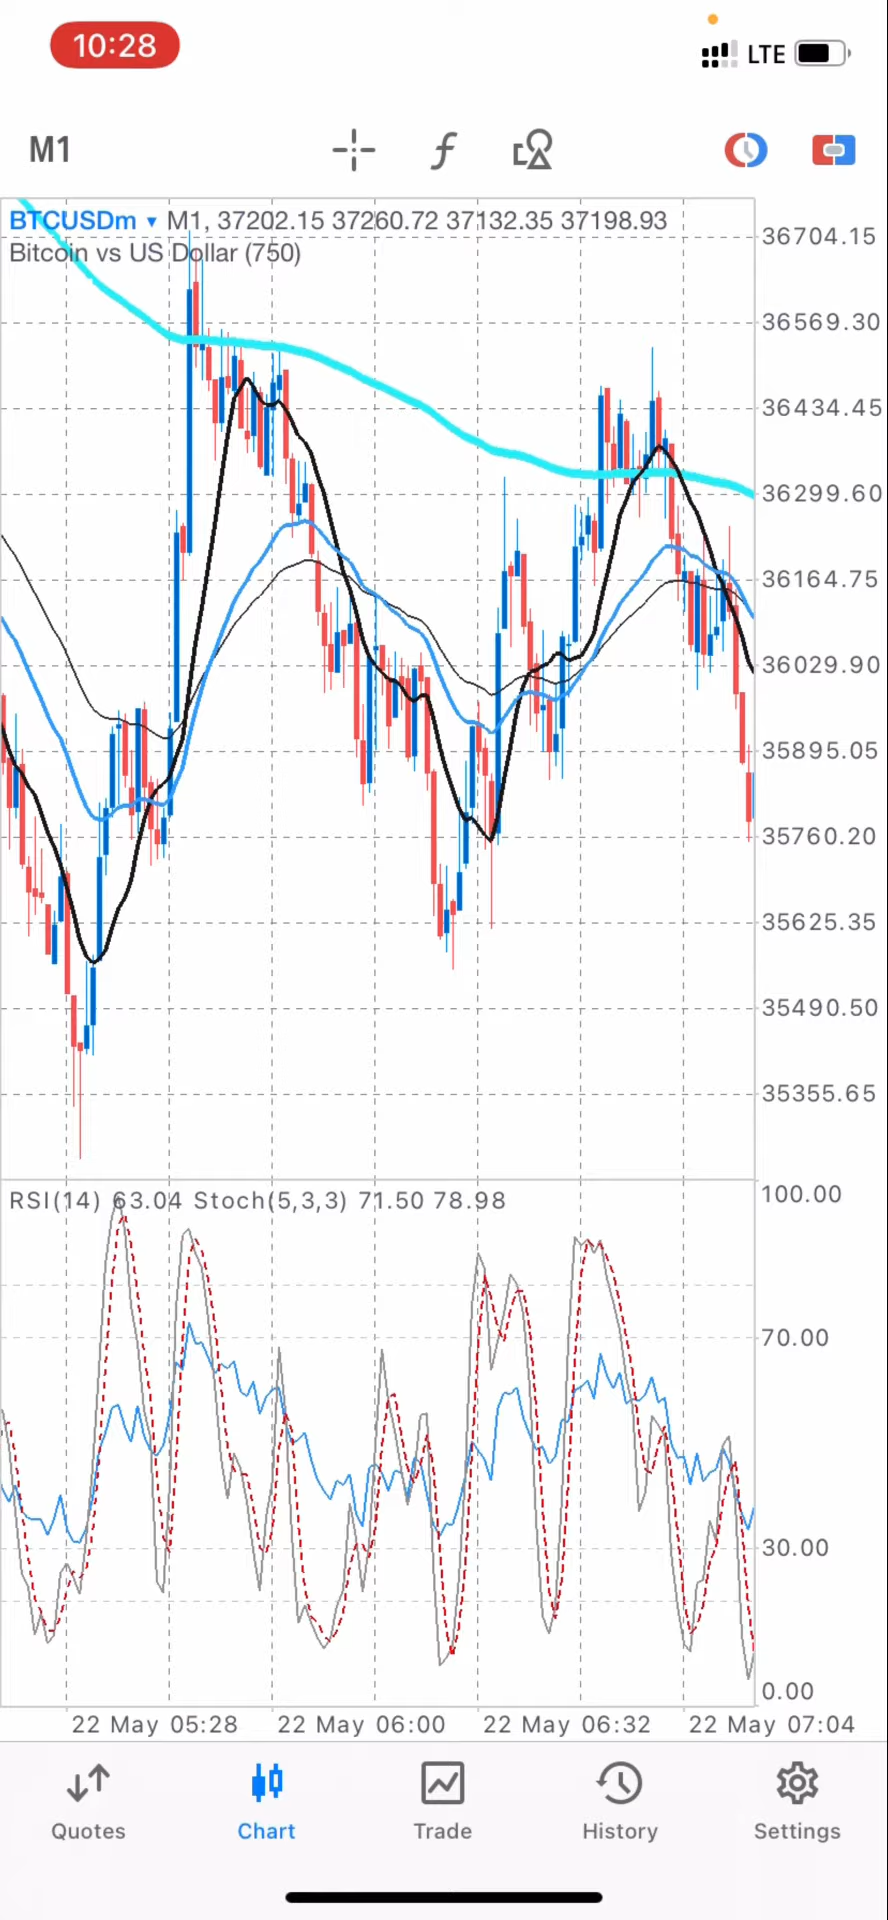 10:28
LTE
M1
BTCUSDm ▾ M1, 37202.15 37260.72 37132.35 37198.93
Bitcoin vs US Dollar (750)
36704.15
36569.30
36434.45
36299.60
36164.75
36029.90
35895.05
35760.20
35625.35
35490.50
35355.65
RSI(14) 63.04 Stoch(5,3,3) 71.50 78.98
100.00
70.00
30.00
0.00
22 May 05:28 22 May 06:00 22 May 06:32 22 May 07:04
Quotes Chart Trade History Settings